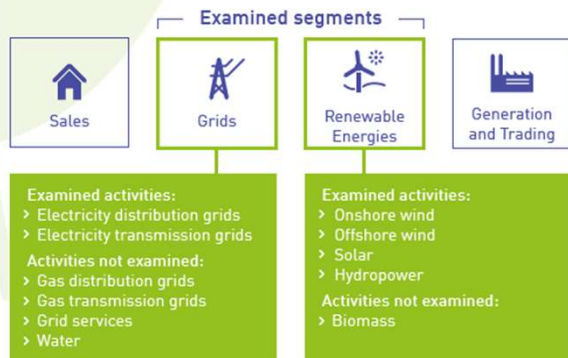 Examined segments
Sales
Grids
Renewable
Energies
Generation
and Trading
Examined activities:
> Electricity distribution grids
> Electricity transmission grids
Activities not examined:
> Gas distribution grids
> Gas transmission grids
> Grid services
> Water
Examined activities:
> Onshore wind
> Offshore wind
> Solar
> Hydropower
Activities not examined:
> Biomass